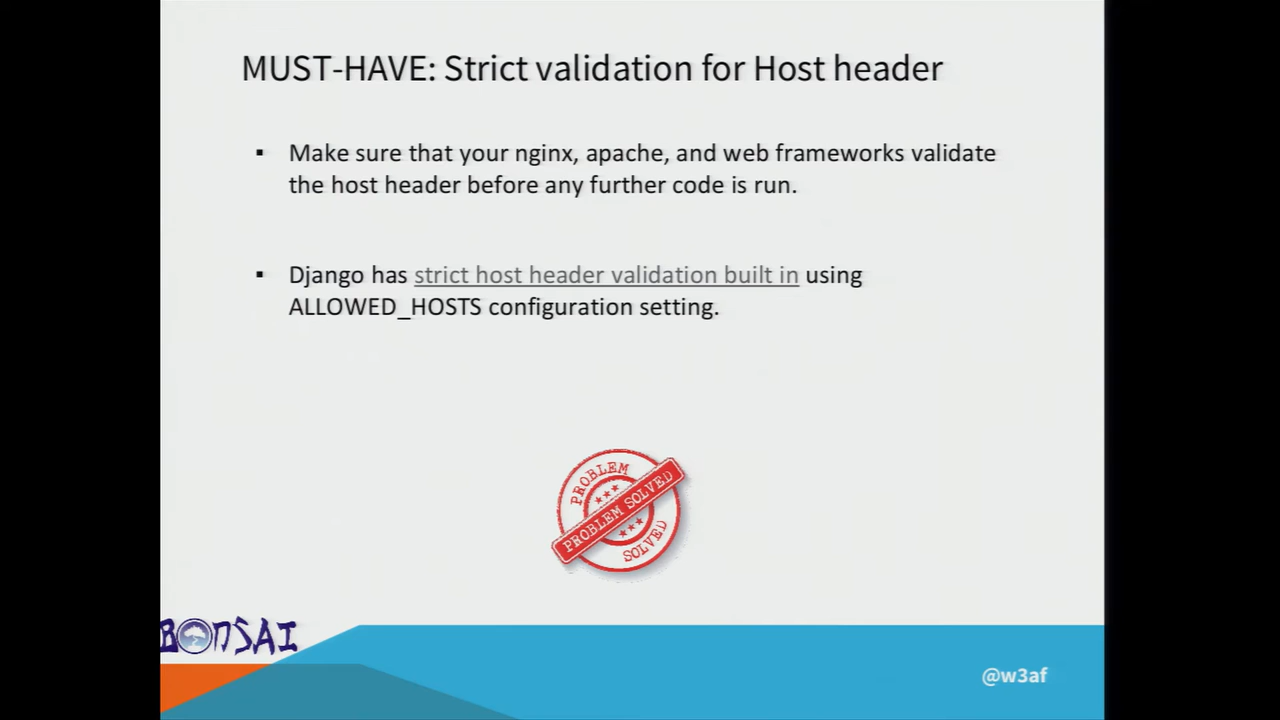 MUST-HAVE: Strict validation for Host header
▪ Make sure that your nginx, apache, and web frameworks validate
the host header before any further code is run.
▪ Django has strict host header validation built in using
ALLOWED_HOSTS configuration setting.
PROBLEM
PROBLEM SOLVED
SOLVED
BONSAI
@w3af